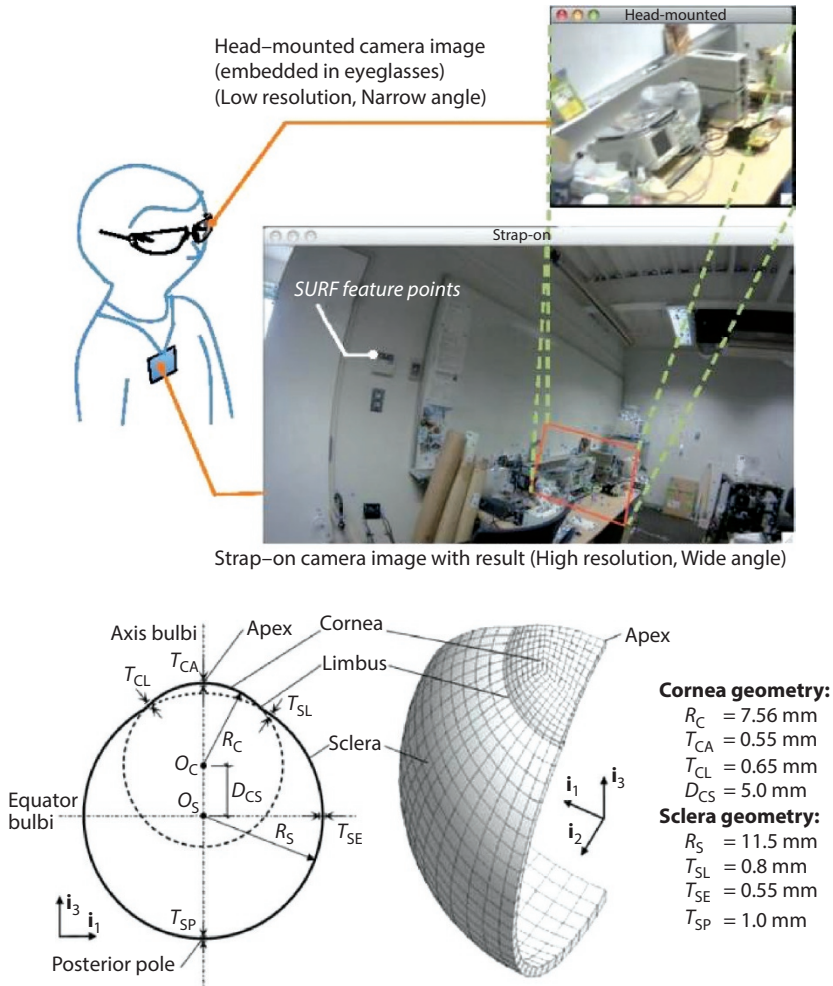 Head-mounted
Head–mounted camera image
(embedded in eyeglasses)
(Low resolution, Narrow angle)
Strap-on
SURF feature points
Strap–on camera image with result (High resolution, Wide angle)
Axis bulbi
Apex
Cornea
Apex
T_CA
T_CL
Limbus
T_SL
R_C
Sclera
O_C
D_CS
Equator
bulbi
O_S
R_S
T_SE
i_3
i_1
T_SP
Posterior pole
i_1
i_3
i_2
Cornea geometry:
R_C = 7.56 mm
T_CA = 0.55 mm
T_CL = 0.65 mm
D_CS = 5.0 mm
Sclera geometry:
R_S = 11.5 mm
T_SL = 0.8 mm
T_SE = 0.55 mm
T_SP = 1.0 mm